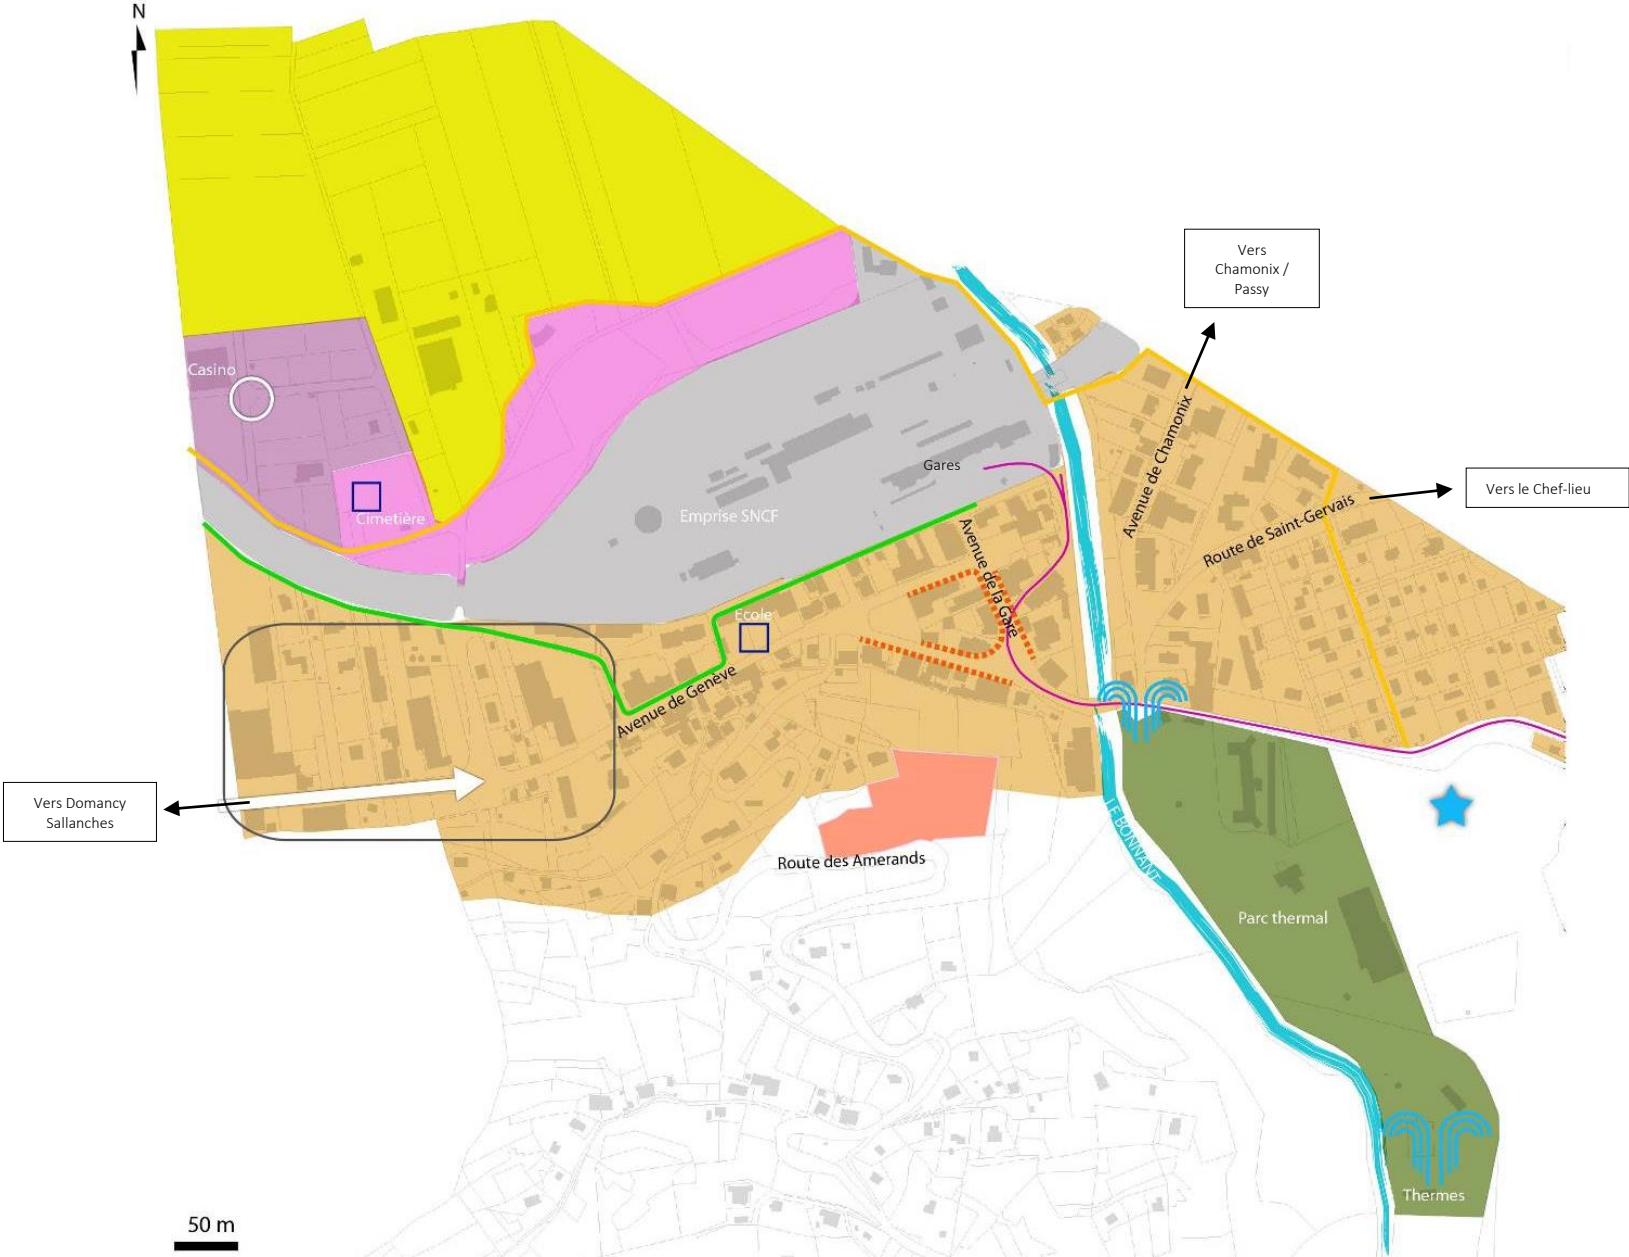 N
Vers
Chamonix /
Passy
Casino
Avenue de Chamonix
Gares
Vers le Chef-lieu
Cimetière
Emprise SNCF
Route de Saint-Gervais
Avenue de la Gare
Ecole
Avenue de Genève
Vers Domancy
Sallanches
Route des Amerands
LE BONNANT
Parc thermal
Thermes
50 m